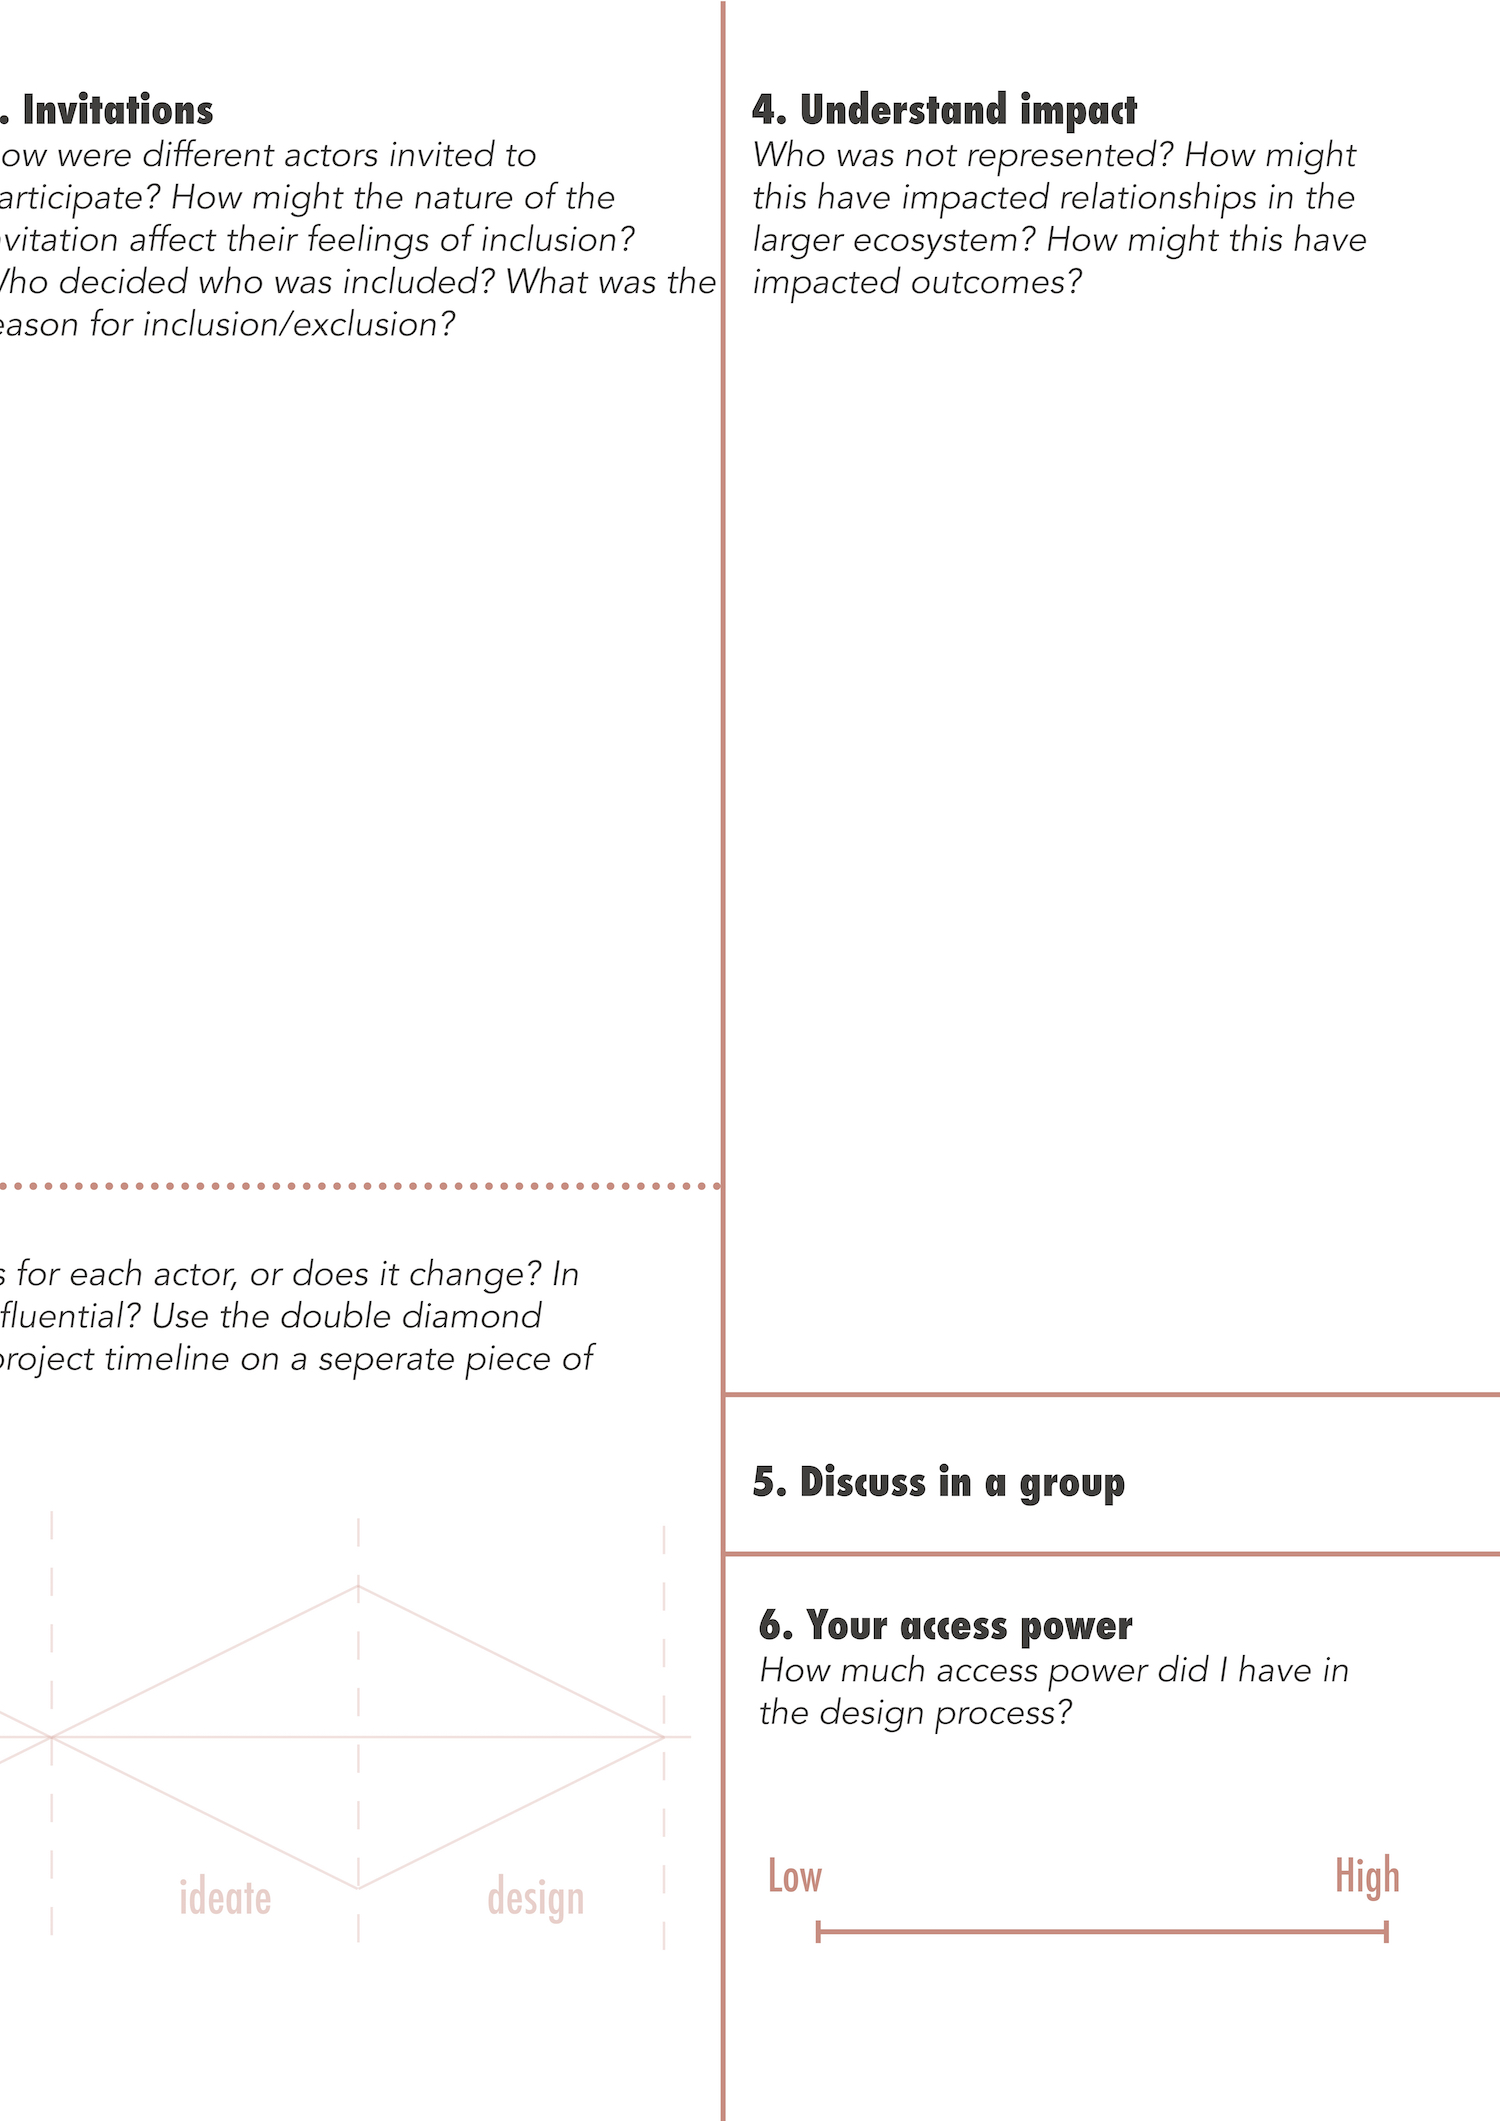 . Invitations
ow were different actors invited to
articipate? How might the nature of the
vitation affect their feelings of inclusion?
ho decided who was included? What was the
eason for inclusion/exclusion?
s for each actor, or does it change? In
fluential? Use the double diamond
project timeline on a seperate piece of
ideate
design
4. Understand impact
Who was not represented? How might
this have impacted relationships in the
larger ecosystem? How might this have
impacted outcomes?
5. Discuss in a group
6. Your access power
How much access power did I have in
the design process?
Low High